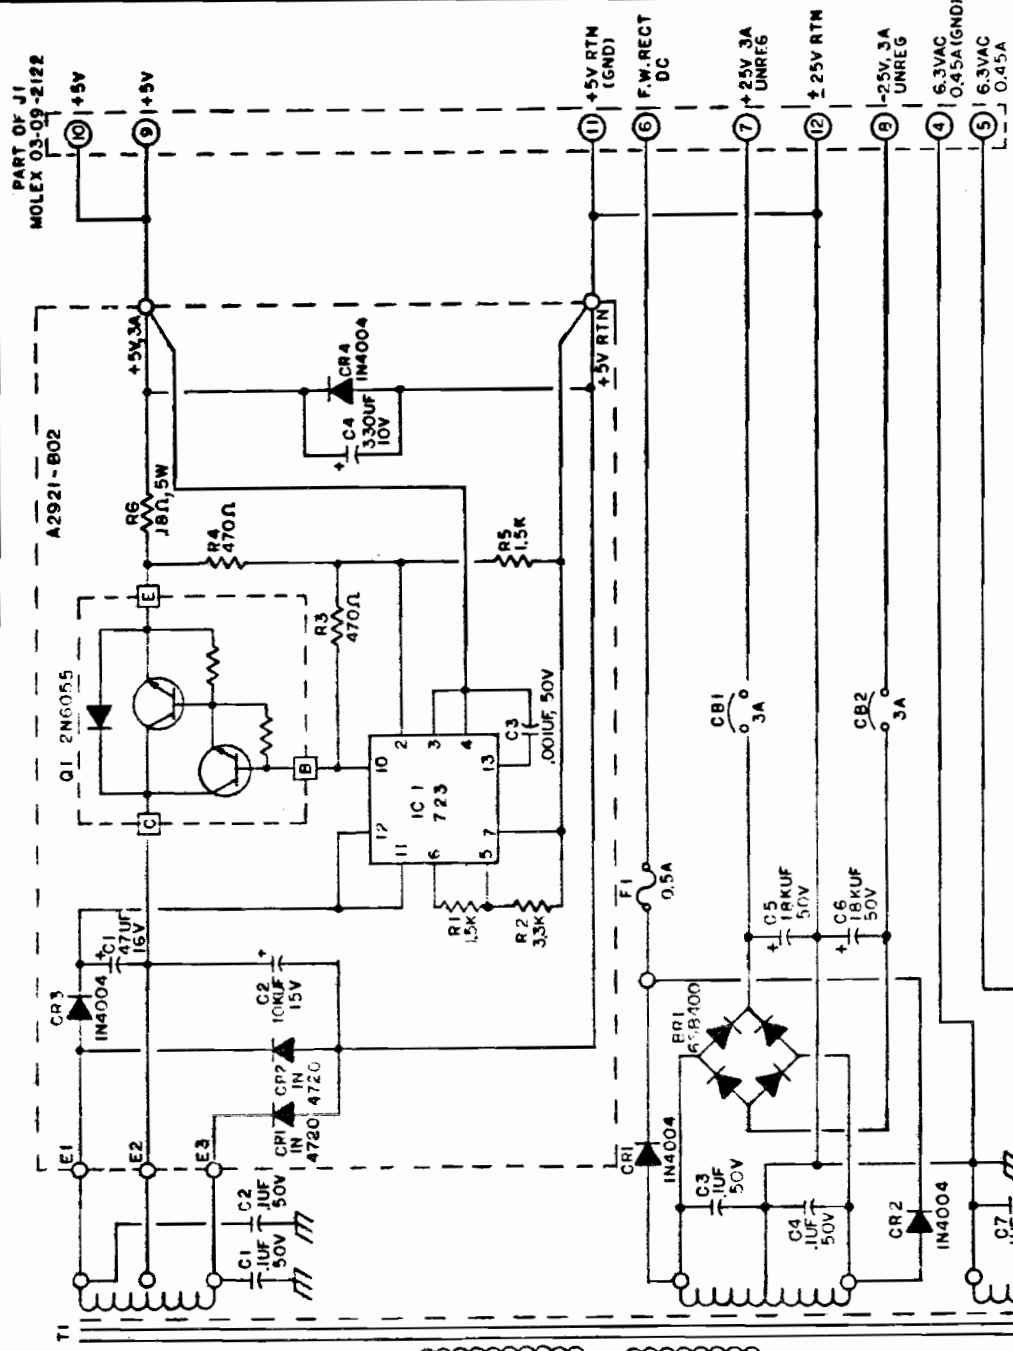 PART OF J1
MOLEX 03-09-2122
10
+5V
9
+5V
11
+5V RTN
(GND)
6
F.W. RECT
DC
7
+25V 3A
UNREG
12
±25V RTN
8
-25V, 3A
UNREG
4
6.3VAC
0.45A (GND)
5
6.3VAC
0.45A
A2921-B02
+5V, 3A
+5V RTN
CR4
IN4004
C4
330UF
10V
+
R6
.18Ω, 5W
R4
470Ω
R5
1.5K
R3
470Ω
Q1 2N6055
E
B
C
IC 1
723
10
2
3
4
13
12
11
6
5
7
C3
.001UF, 50V
R1
1.5K
R2
3.3K
C1
47UF
16V
+
C2
10KUF
15V
+
CR3
IN4004
CR2
IN
4720
CR1
IN
4720
E1
E2
E3
C2
.1UF
50V
C1
.1UF
50V
T1
F1
0.5A
CB1
3A
CB2
3A
C5
18KUF
50V
+
C6
18KUF
50V
+
BR1
CR1
IN4004
C3
.1UF
50V
C4
.1UF
50V
CR2
IN4004
C7